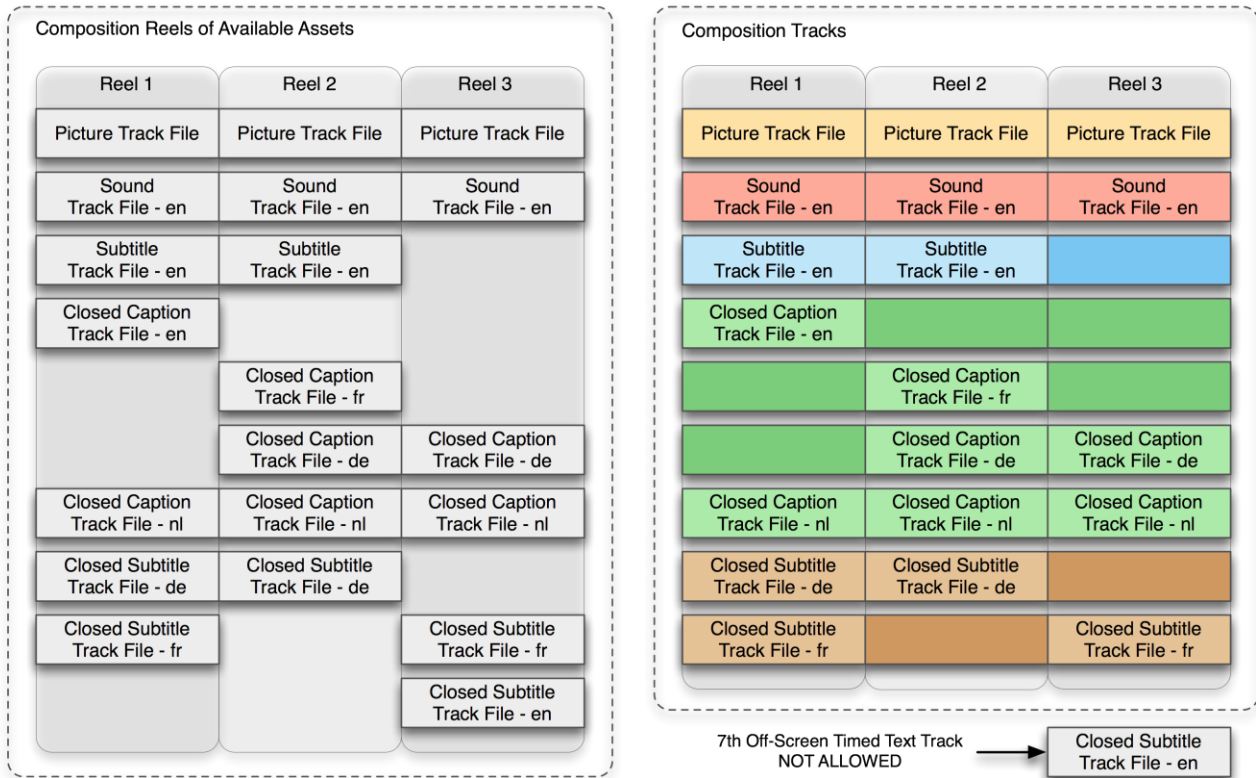 Composition Reels of Available Assets
Reel 1
Reel 2
Reel 3
Picture Track File
Picture Track File
Picture Track File
Sound
Track File - en
Sound
Track File - en
Sound
Track File - en
Subtitle
Track File - en
Subtitle
Track File - en
Closed Caption
Track File - en
Closed Caption
Track File - fr
Closed Caption
Track File - de
Closed Caption
Track File - de
Closed Caption
Track File - nl
Closed Caption
Track File - nl
Closed Caption
Track File - nl
Closed Subtitle
Track File - de
Closed Subtitle
Track File - de
Closed Subtitle
Track File - fr
Closed Subtitle
Track File - fr
Closed Subtitle
Track File - en
Composition Tracks
Reel 1
Reel 2
Reel 3
Picture Track File
Picture Track File
Picture Track File
Sound
Track File - en
Sound
Track File - en
Sound
Track File - en
Subtitle
Track File - en
Subtitle
Track File - en
Closed Caption
Track File - en
Closed Caption
Track File - fr
Closed Caption
Track File - de
Closed Caption
Track File - de
Closed Caption
Track File - nl
Closed Caption
Track File - nl
Closed Caption
Track File - nl
Closed Subtitle
Track File - de
Closed Subtitle
Track File - de
Closed Subtitle
Track File - fr
Closed Subtitle
Track File - fr
7th Off-Screen Timed Text Track
NOT ALLOWED
Closed Subtitle
Track File - en